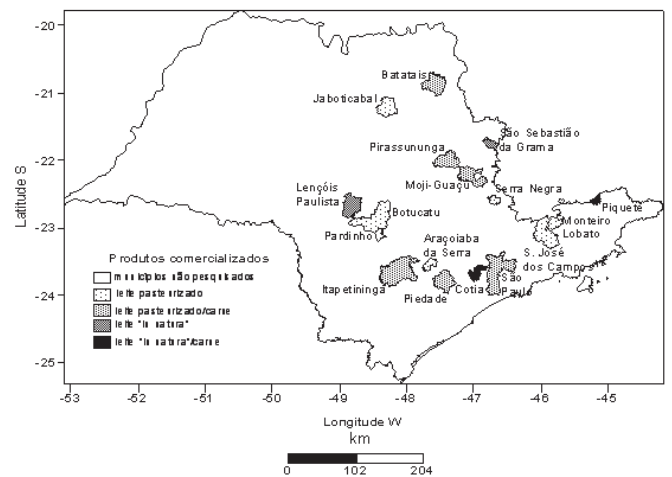 -20
-21
-22
-23
-24
-25
Latitude S
Batatais
Jaboticabal
São Sebastião
da Grama
Pirassununga
Moji-Guaçu
Serra Negra
Lençóis
Paulista
Botucatu
Pardinho
Piquete
Monteiro
Lobato
Araçoiaba
da Serra
S. José
dos Campos
Itapetininga
Piedade
Cotia
São
Paulo
Produtos comercializados
municípios não pesquisados
leite pasteurizado
leite pasteurizado/carne
leite "in natura"
leite "in natura"/carne
-53
-52
-51
-50
-49
-48
-47
-46
-45
Longitude W
km
0
102
204